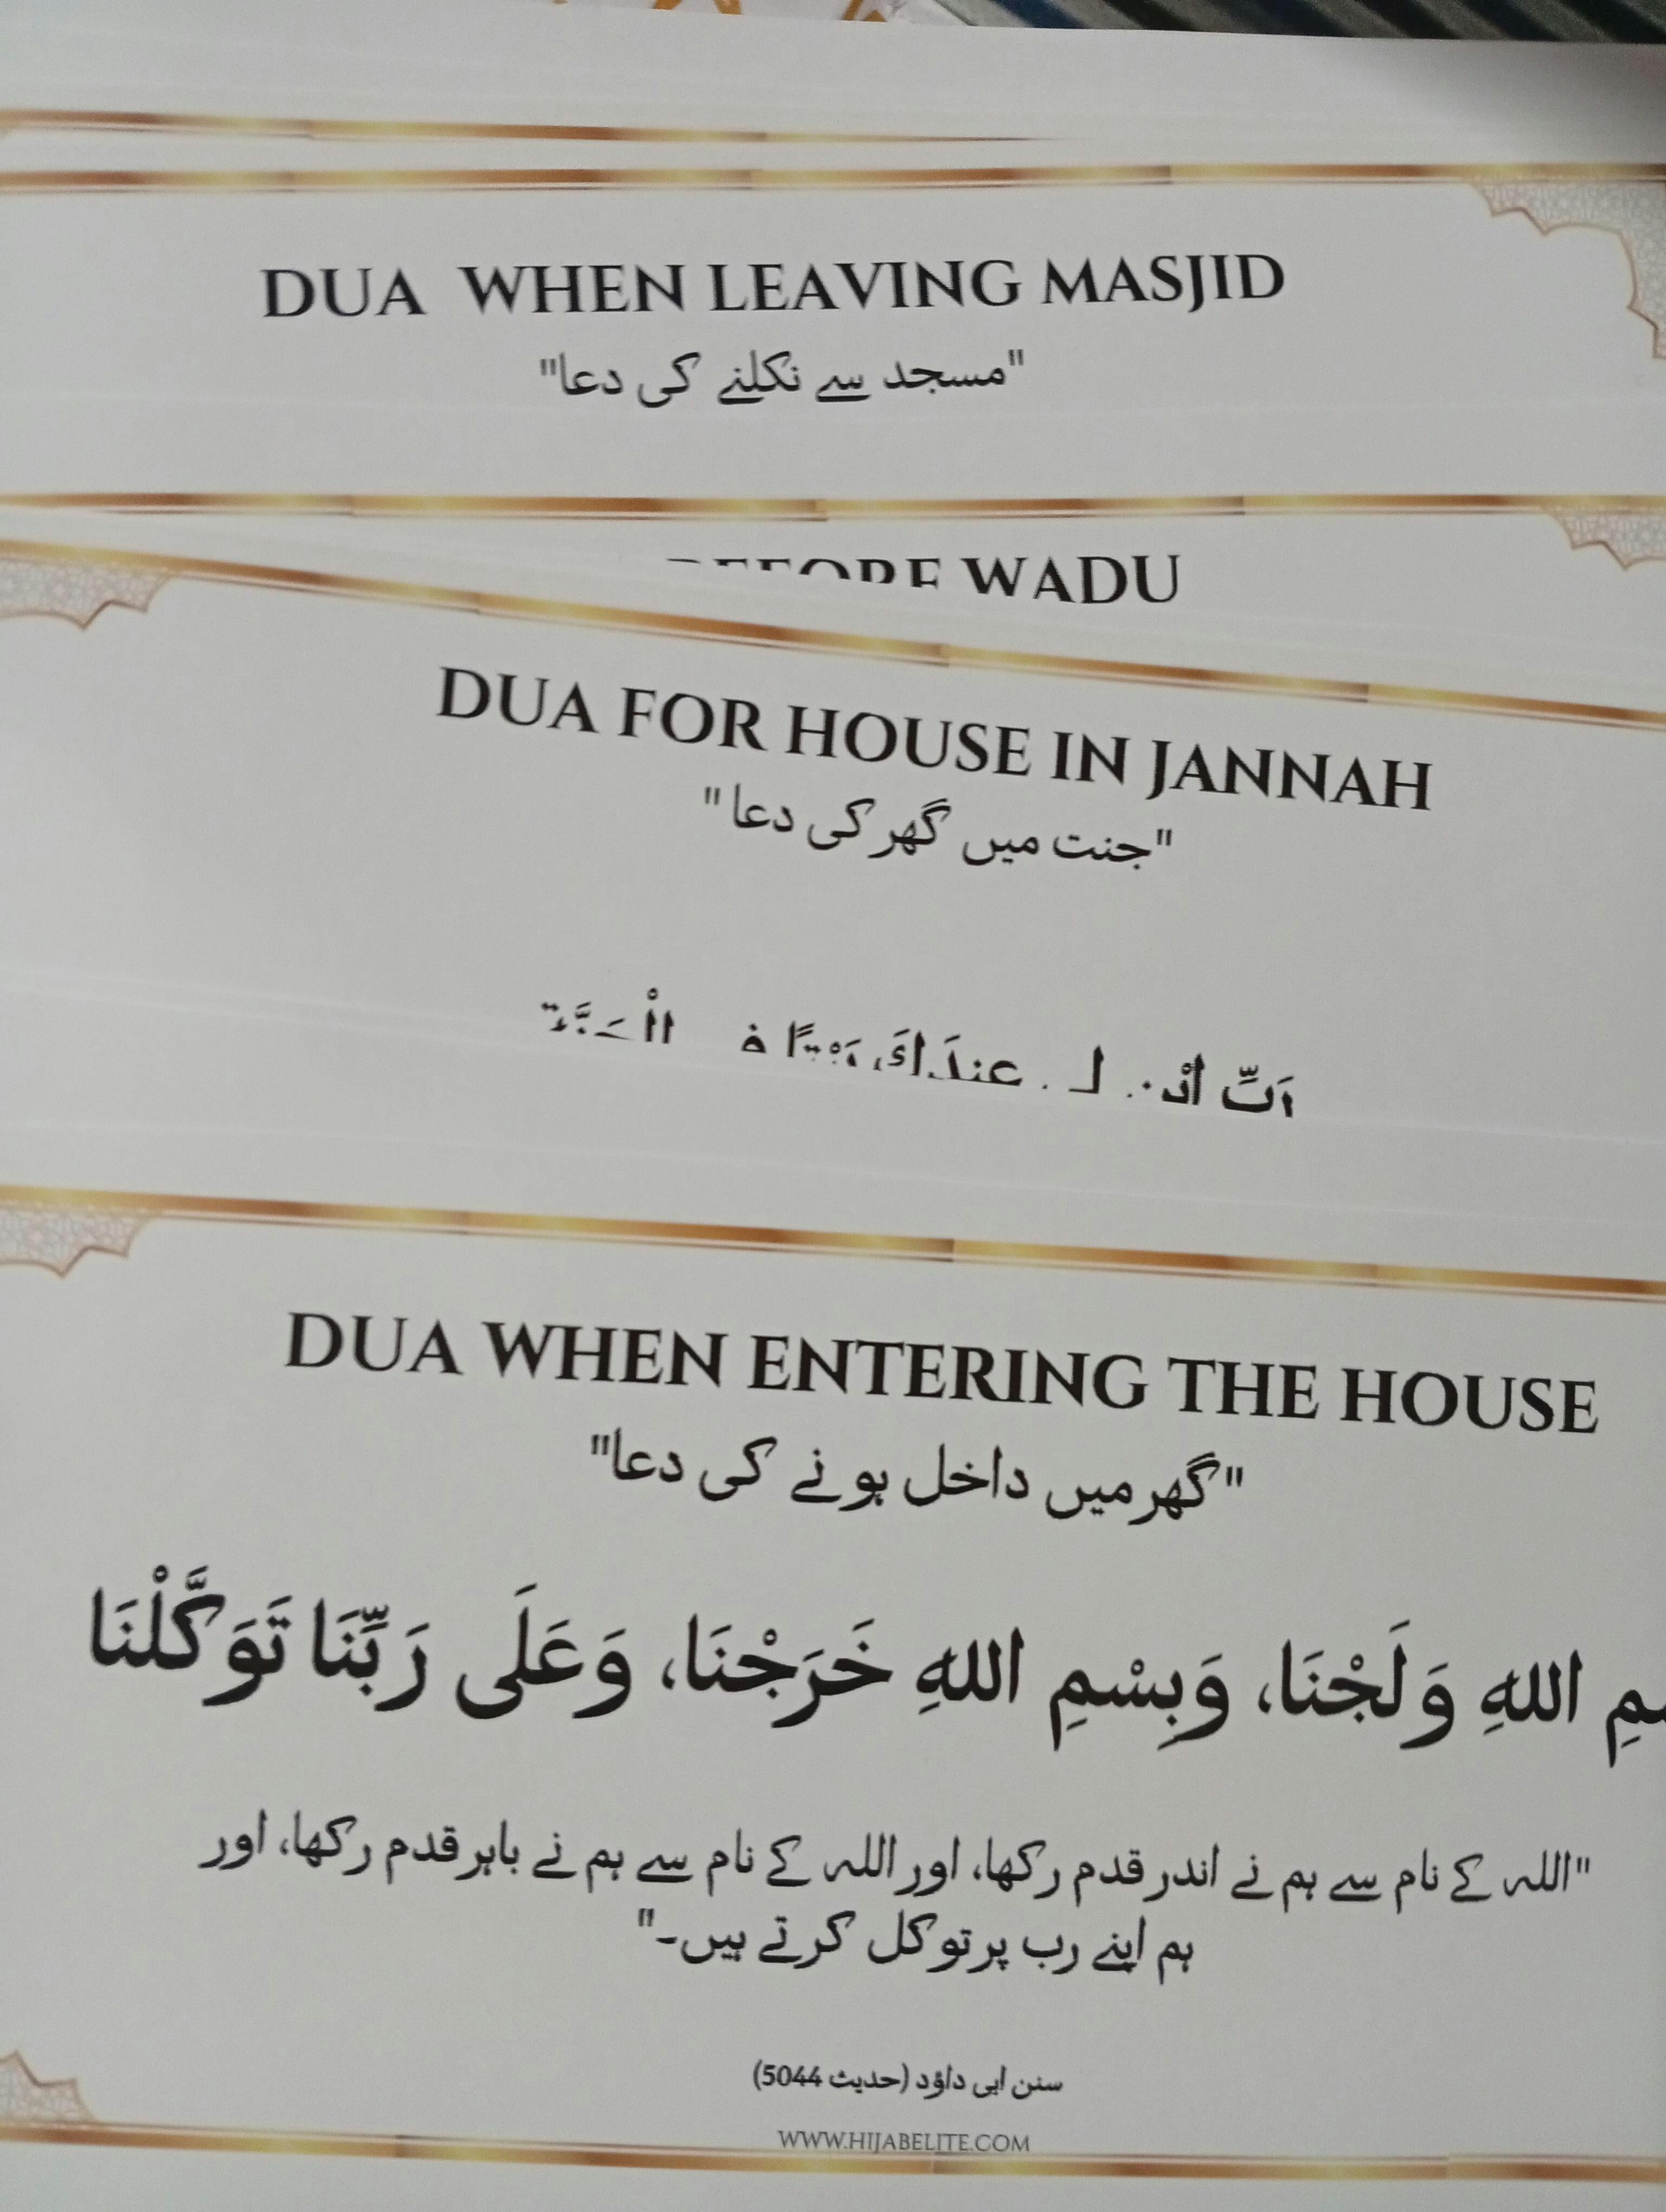 DUA WHEN LEAVING MASJID
"مسجد سے نکلنے کی دعا"
WADU
DUA FOR HOUSE IN JANNAH
"جنت میں گھر کی دعا"
DUA WHEN ENTERING THE HOUSE
"گھر میں داخل ہونے کی دعا"
اللهِ وَلَجْنَا، وَبِسْمِ اللهِ خَرَجْنَا، وَعَلَى رَبِّنَا تَوَكَّلْنَا
"اللہ کے نام سے ہم نے اندر قدم رکھا، اور اللہ کے نام سے ہم نے باہر قدم رکھا، اور
ہم اپنے رب پر توکل کرتے ہیں۔"
سنن ابی داؤد (حدیث 5044)
WWW.HIJABELITE.COM